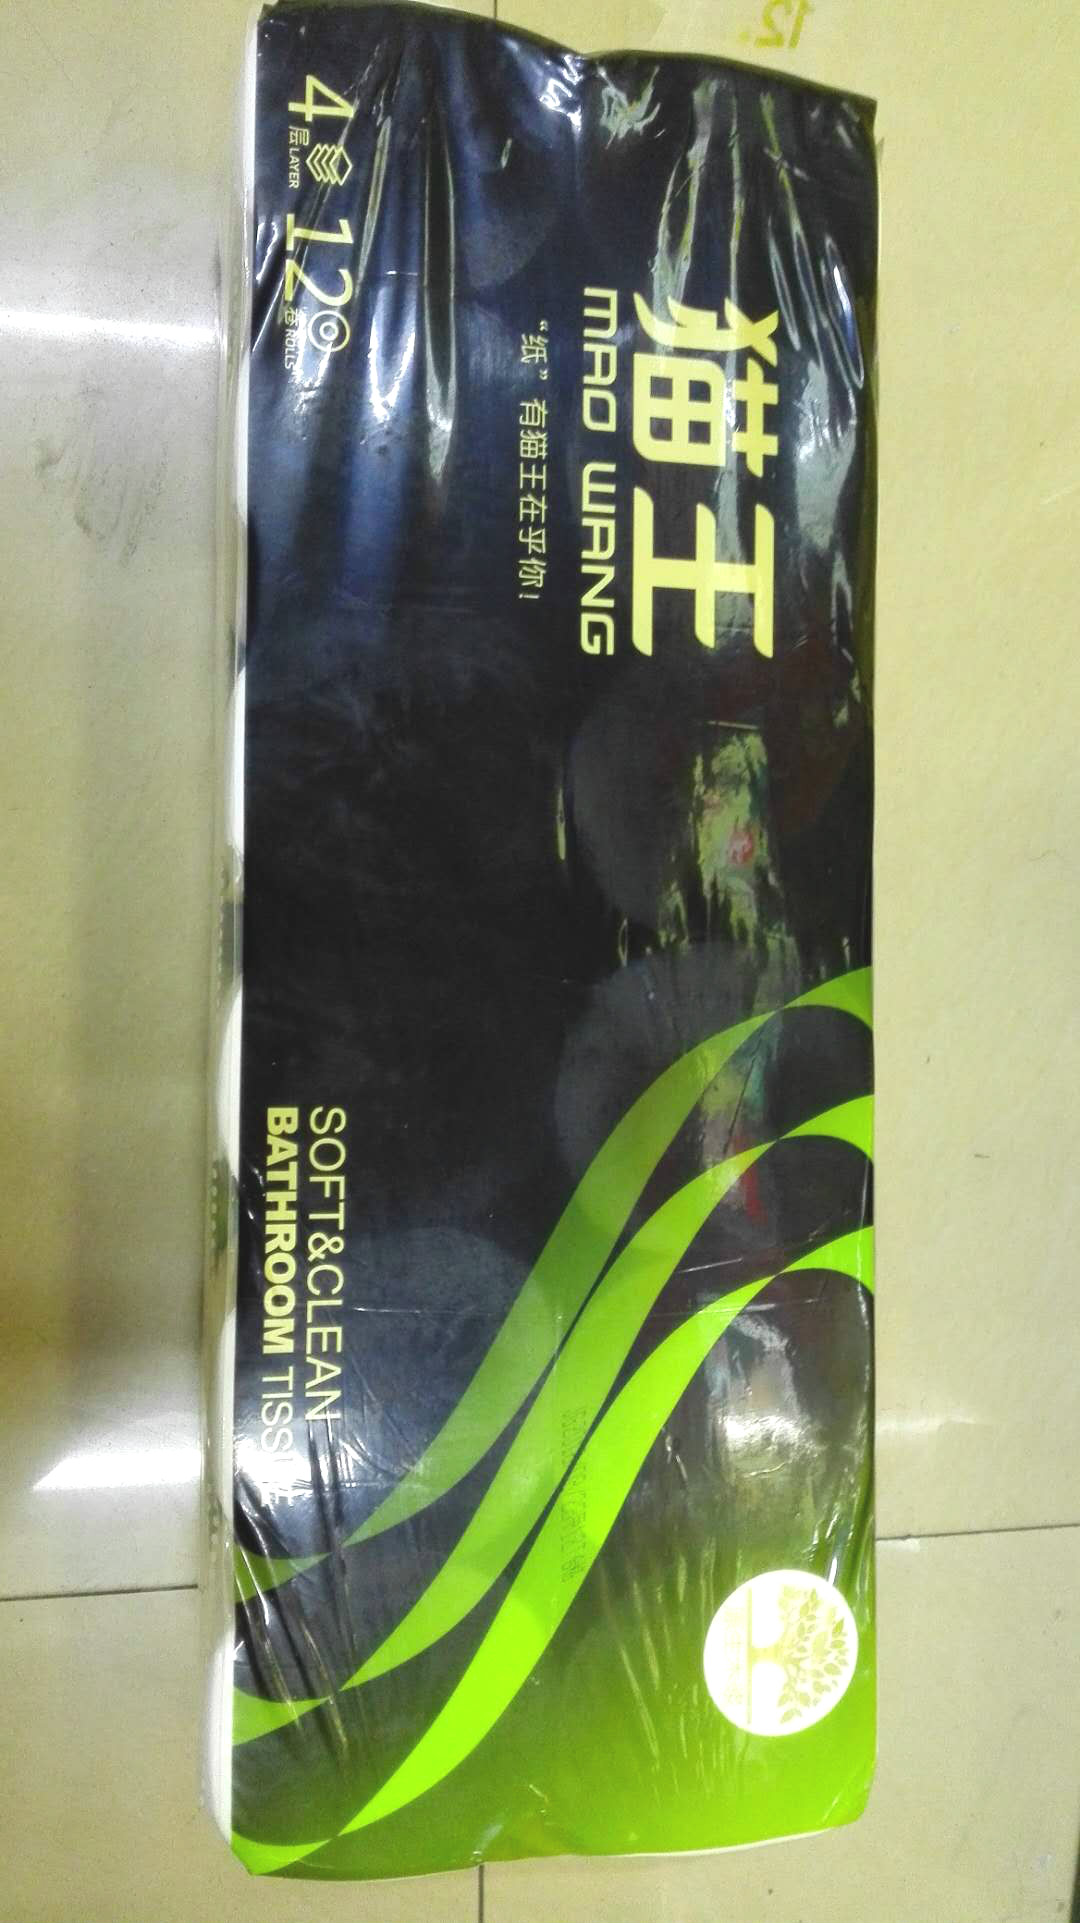 猫王
MAO WANG
“纸”有猫王在乎你！
4层 LAYER 12卷 ROLLS
SOFT&CLEAN
BATHROOM TISSUE
12.